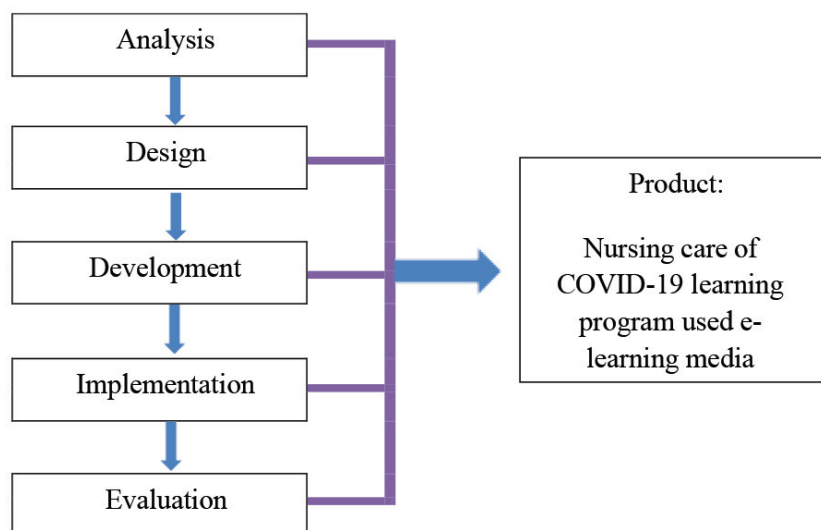 Analysis
Design
Development
Implementation
Evaluation
Product:
Nursing care of
COVID-19 learning
program used e-
learning media